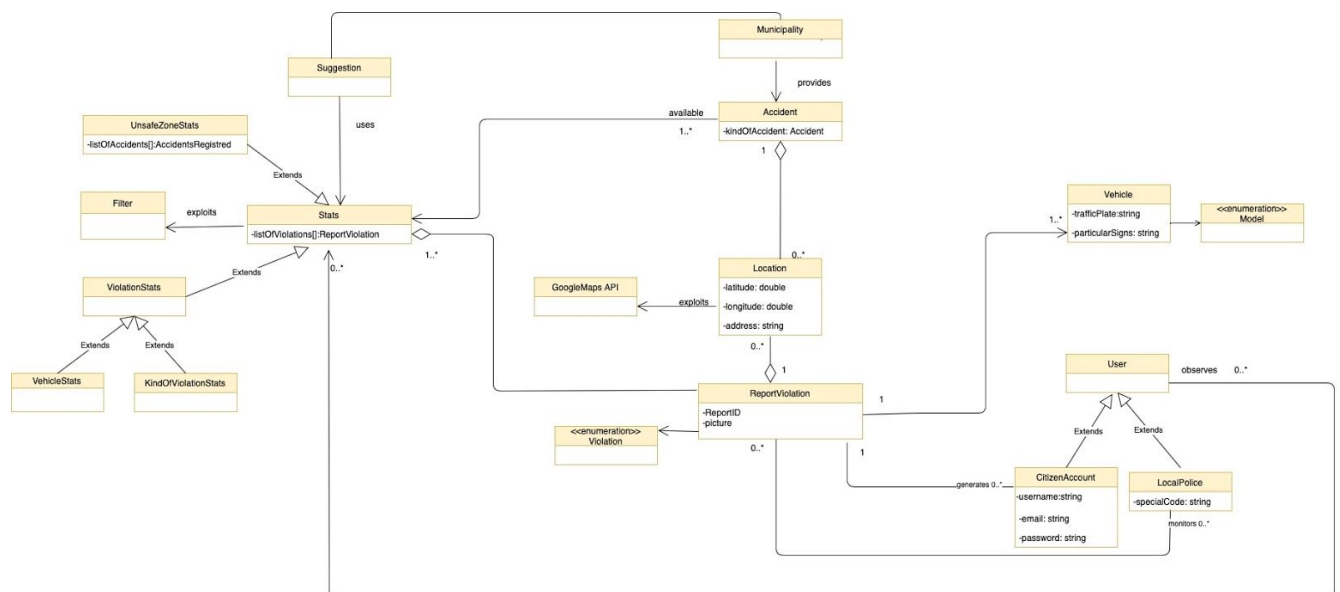 Municipality
Suggestion
provides
Accident
-kindOfAccident: Accident
available
1..*
1
uses
UnsafeZoneStats
-listOfAccidents[]:AccidentsRegistred
Extends
Filter
exploits
Stats
-listOfViolations[]:ReportViolation
1..*
0..*
Extends
ViolationStats
Extends
Extends
VehicleStats
KindOfViolationStats
Vehicle
-trafficPlate:string
-particularSigns: string
1..*
<<enumeration>>
Model
0..*
Location
-latitude: double
-longitude: double
-address: string
GoogleMaps API
exploits
0..*
1
ReportViolation
-ReportID
-picture
1
<<enumeration>>
Violation
0..*
1
User
observes 0..*
Extends
Extends
generates 0..*
CitizenAccount
-username:string
-email: string
-password: string
LocalPolice
-specialCode: string
monitors 0..*